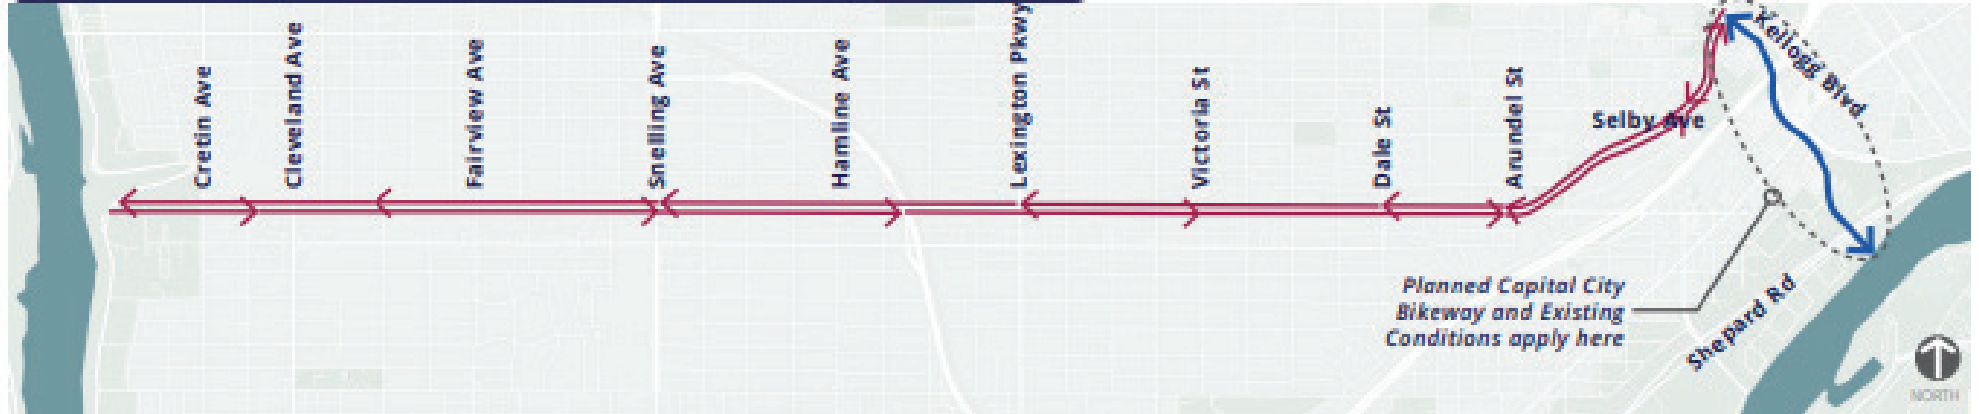 Cretin Ave
Cleveland Ave
Fairview Ave
Snelling Ave
Hamline Ave
Lexington Pkwy
Victoria St
Dale St
Arundel St
Selby Ave
Kellogg Blvd
Planned Capital City
Bikeway and Existing
Conditions apply here
Shepard Rd
NORTH